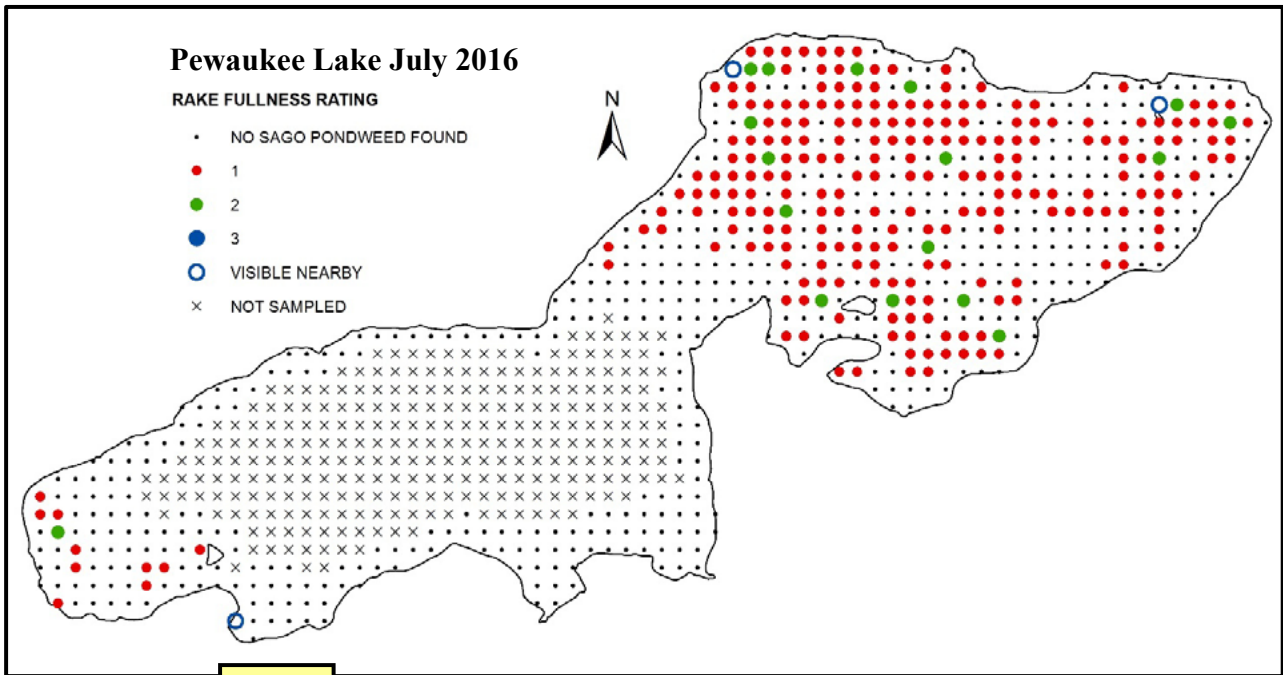 Pewaukee Lake July 2016
RAKE FULLNESS RATING
NO SAGO PONDWEED FOUND
1
2
3
VISIBLE NEARBY
NOT SAMPLED
N